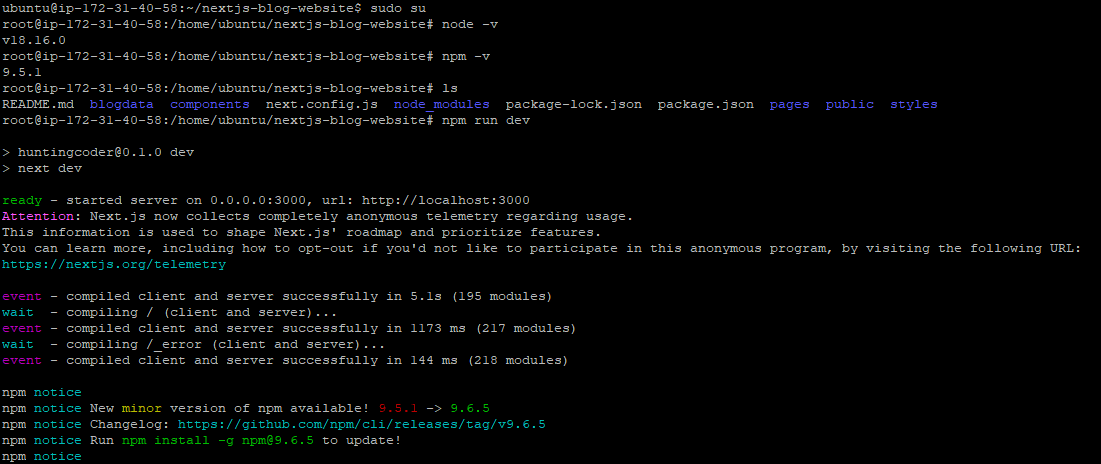 ubuntu@ip-172-31-40-58:~/nextjs-blog-website$ sudo su
root@ip-172-31-40-58:/home/ubuntu/nextjs-blog-website# node -v
v18.16.0
root@ip-172-31-40-58:/home/ubuntu/nextjs-blog-website# npm -v
9.5.1
root@ip-172-31-40-58:/home/ubuntu/nextjs-blog-website# ls
README.md  blogdata  components  next.config.js  node_modules  package-lock.json  package.json  pages  public  styles
root@ip-172-31-40-58:/home/ubuntu/nextjs-blog-website# npm run dev
> huntingcoder@0.1.0 dev
> next dev
ready - started server on 0.0.0.0:3000, url: http://localhost:3000
Attention: Next.js now collects completely anonymous telemetry regarding usage.
This information is used to shape Next.js' roadmap and prioritize features.
You can learn more, including how to opt-out if you'd not like to participate in this anonymous program, by visiting the following URL:
https://nextjs.org/telemetry
event - compiled client and server successfully in 5.1s (195 modules)
wait  - compiling / (client and server)...
event - compiled client and server successfully in 1173 ms (217 modules)
wait  - compiling /_error (client and server)...
event - compiled client and server successfully in 144 ms (218 modules)
npm notice
npm notice New minor version of npm available! 9.5.1 -> 9.6.5
npm notice Changelog: https://github.com/npm/cli/releases/tag/v9.6.5
npm notice Run npm install -g npm@9.6.5 to update!
npm notice